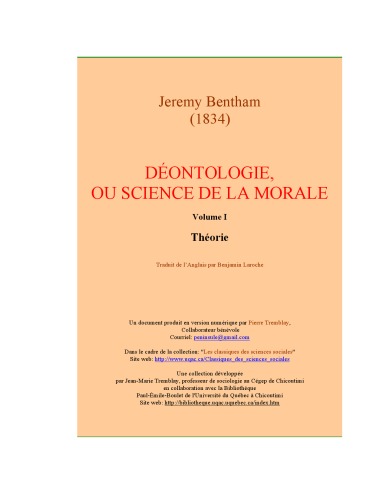 Jeremy Bentham
(1834)
DÉONTOLOGIE,
OU SCIENCE DE LA MORALE
Volume I
Théorie
Traduit de l'Anglais par Benjamin Laroche
Un document produit en version numérique par Pierre Tremblay,
Collaborateur bénévole
Courriel: paninsule@gmail.com
Dans le cadre de la collection: "Les classiques des sciences sociales"
Site web: http://www.uqac.ca/Classiques_des_sciences_sociales
Une collection développée
par Jean-Marie Tremblay, professeur de sociologie au Cégep de Chicoutimi
en collaboration avec la Bibliothèque
Paul-Émile-Boulet de l'Université du Québec à Chicoutimi
Site web: http://bibliotheque.uqac.uquebec.ca/index.htm